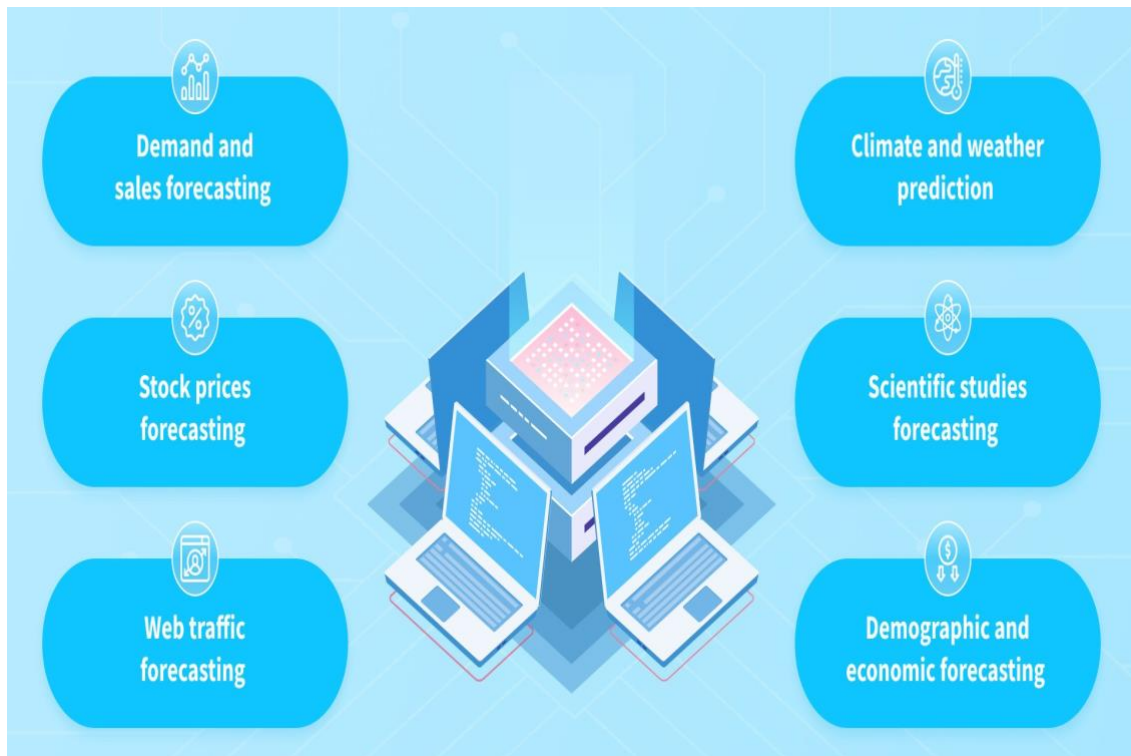 Demand and
sales forecasting
Stock prices
forecasting
Web traffic
forecasting
Climate and weather
prediction
Scientific studies
forecasting
Demographic and
economic forecasting